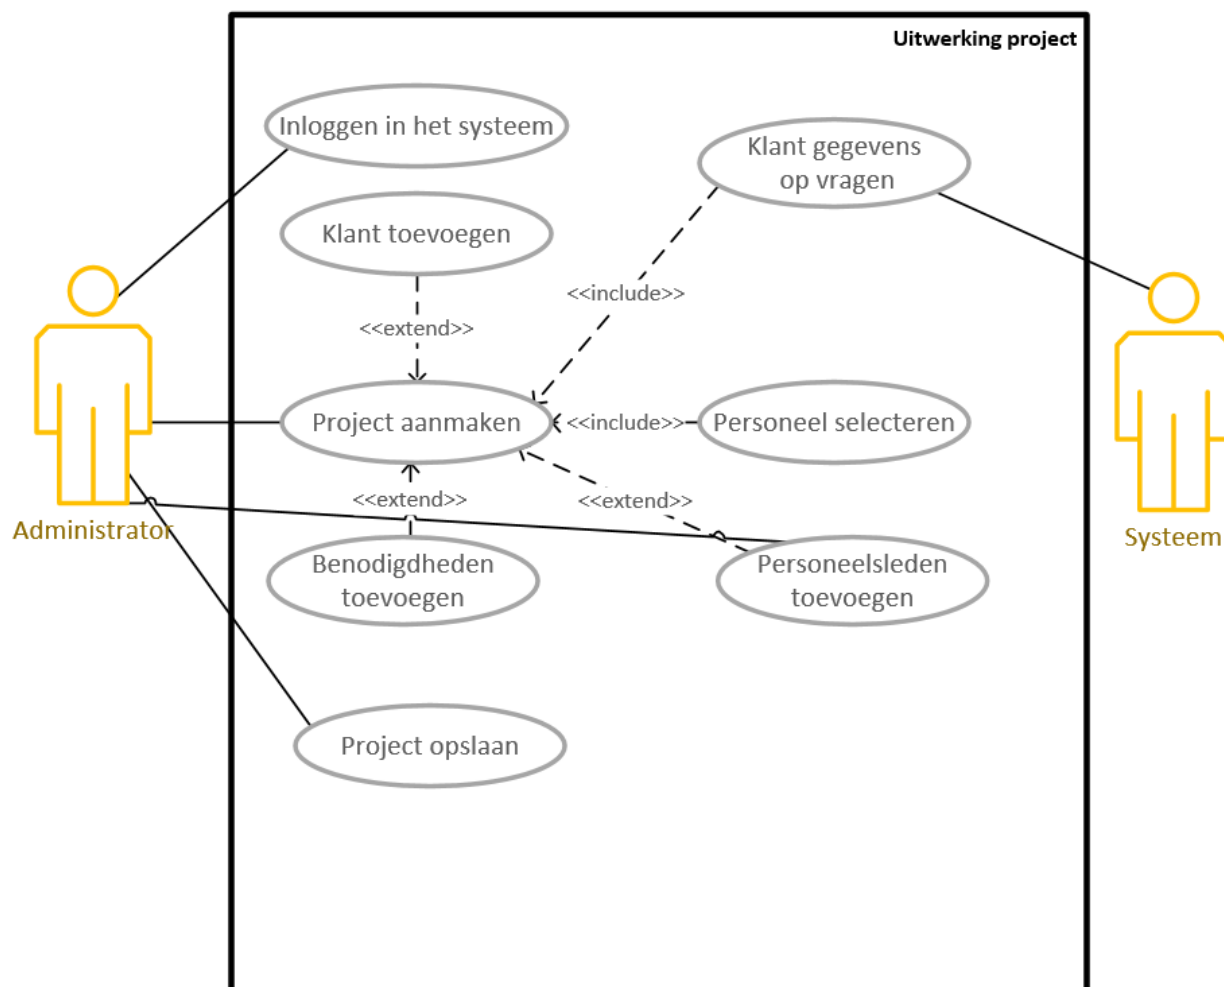 Uitwerking project
Inloggen in het systeem
Klant gegevens
op vragen
Klant toevoegen
<<include>>
<<extend>>
Project aanmaken
<<include>>
Personeel selecteren
<<extend>>
<<extend>>
Administrator
Systeem
Benodigdheden
toevoegen
Personeelsleden
toevoegen
Project opslaan